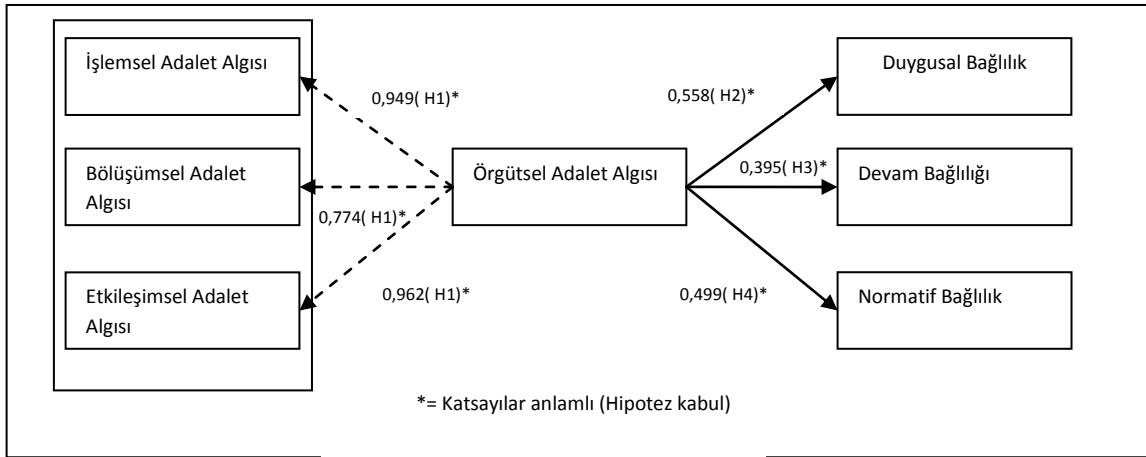 İşlemsel Adalet Algısı
0,949( H1)*
Bölüşümsel Adalet
Algısı
0,774( H1)*
Etkileşimsel Adalet
Algısı
0,962( H1)*
Örgütsel Adalet Algısı
0,558( H2)*
Duygusal Bağlılık
0,395( H3)*
Devam Bağlılığı
0,499( H4)*
Normatif Bağlılık
*= Katsayılar anlamlı (Hipotez kabul)